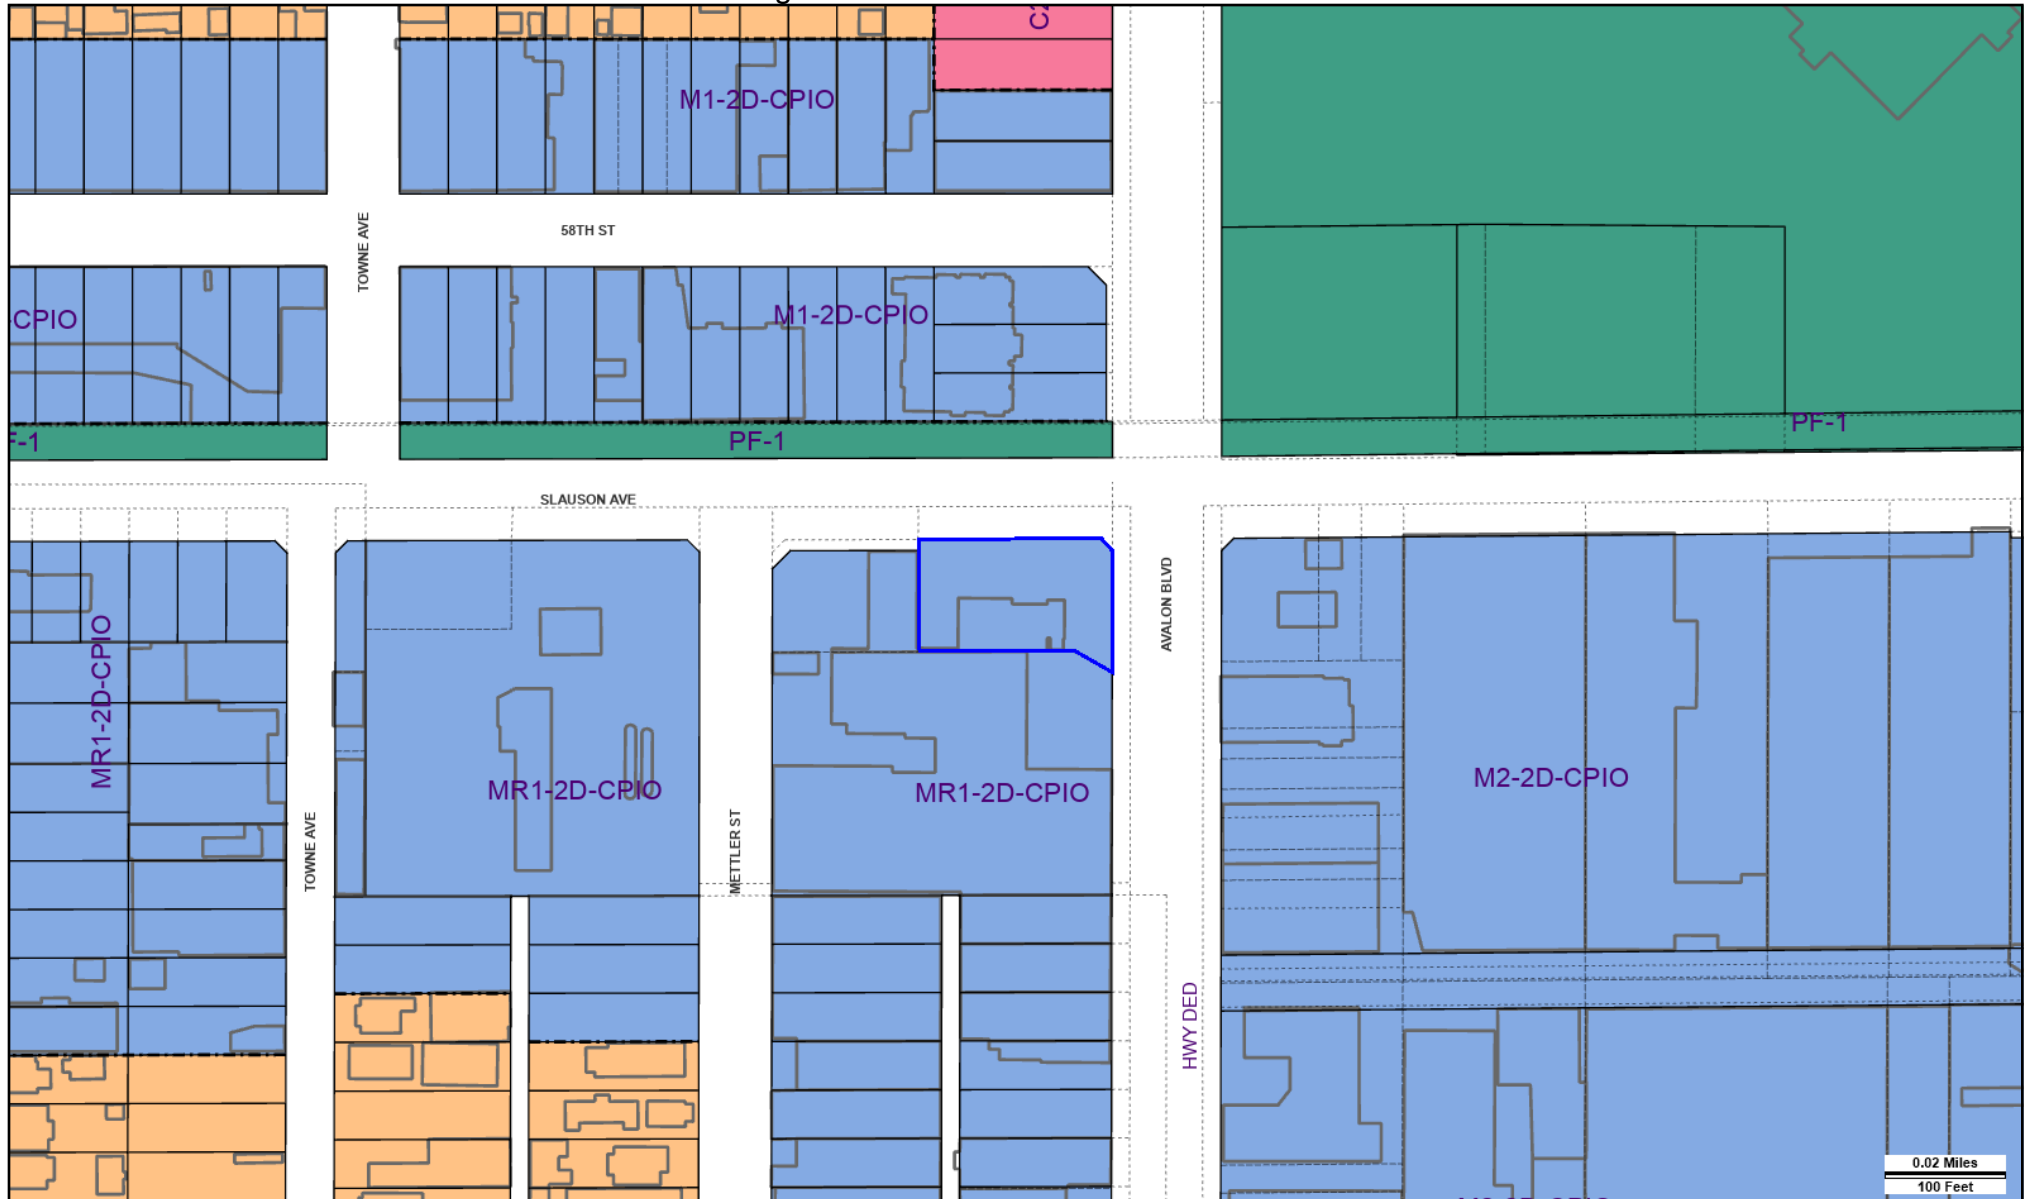 C2
M1-2D-CPIO
TOWNE AVE
58TH ST
-CPIO
M1-2D-CPIO
F-1
PF-1
PF-1
SLAUSON AVE
AVALON BLVD
MR1-2D-CPIO
MR1-2D-CPIO
MR1-2D-CPIO
M2-2D-CPIO
TOWNE AVE
METTLER ST
HWY DED
0.02 Miles
100 Feet